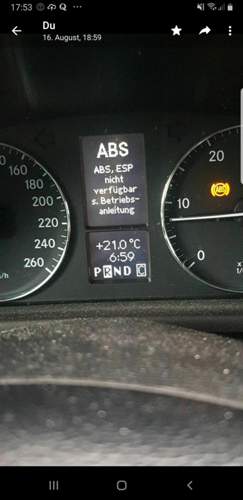 17:53
Du
16. August, 18:59
ABS
ABS, ESP
nicht
verfügbar
s. Betriebs-
anleitung
160
180
200
220
240
260
20
10
0
+21.0 °C
6:59
P R N D C